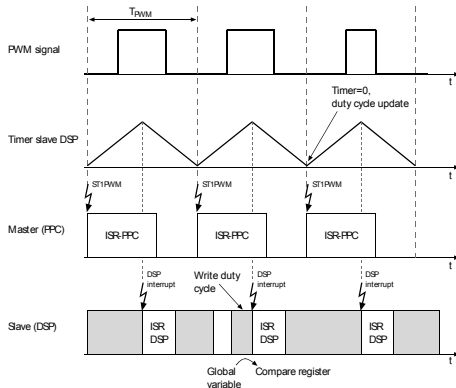 TPWM
PWM signal
t
Timer=0,
duty cycle update
Timer slave DSP
t
ST1PWM
ST1PWM
ST1PWM
Master (PPC)
ISR-PPC
ISR-PPC
ISR-PPC
t
DSP
interrupt
Write duty
cycle
DSP
interrupt
DSP
interrupt
Slave (DSP)
ISR
DSP
ISR
DSP
ISR
DSP
t
Global
variable
Compare register